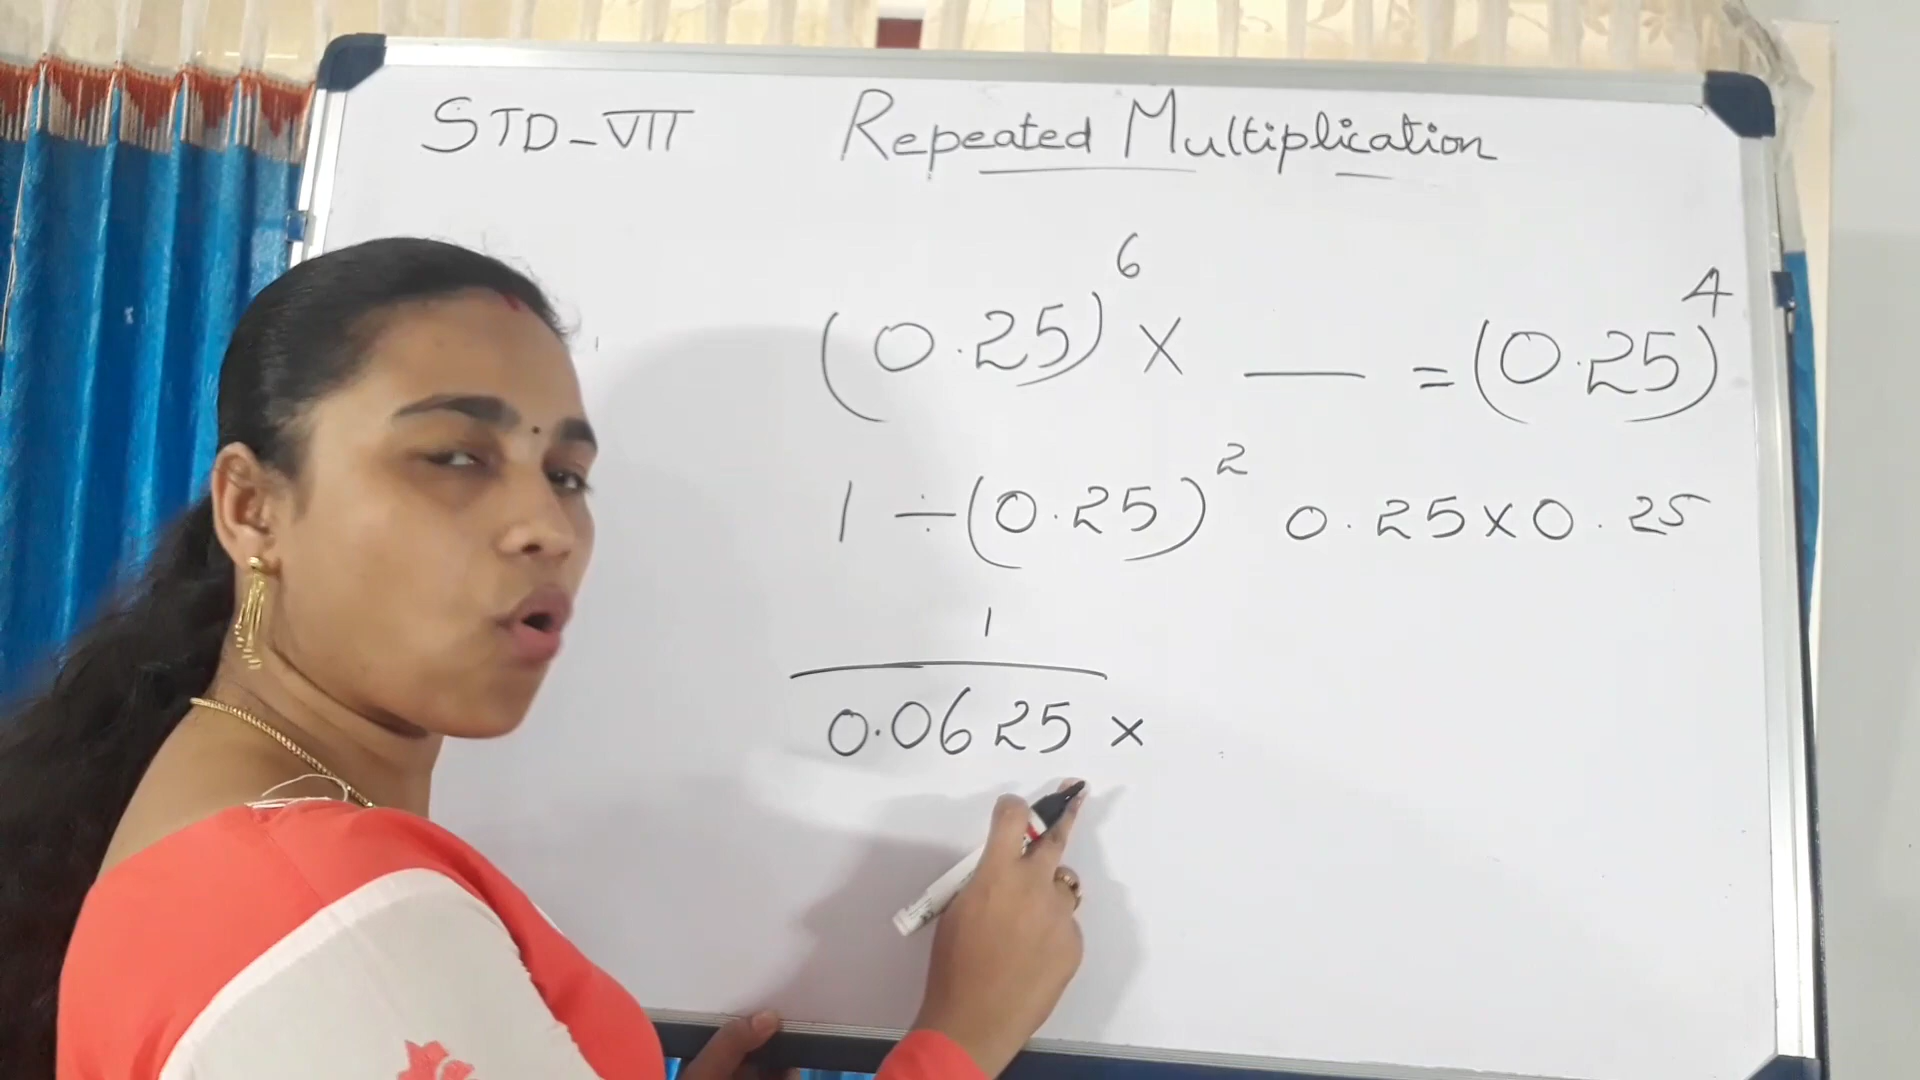 STD-VII Repeated Multiplication
(0.25)^6 × ___ = (0.25)^4
1 ÷ (0.25)^2 0.25×0.25
1
0.0625 ×